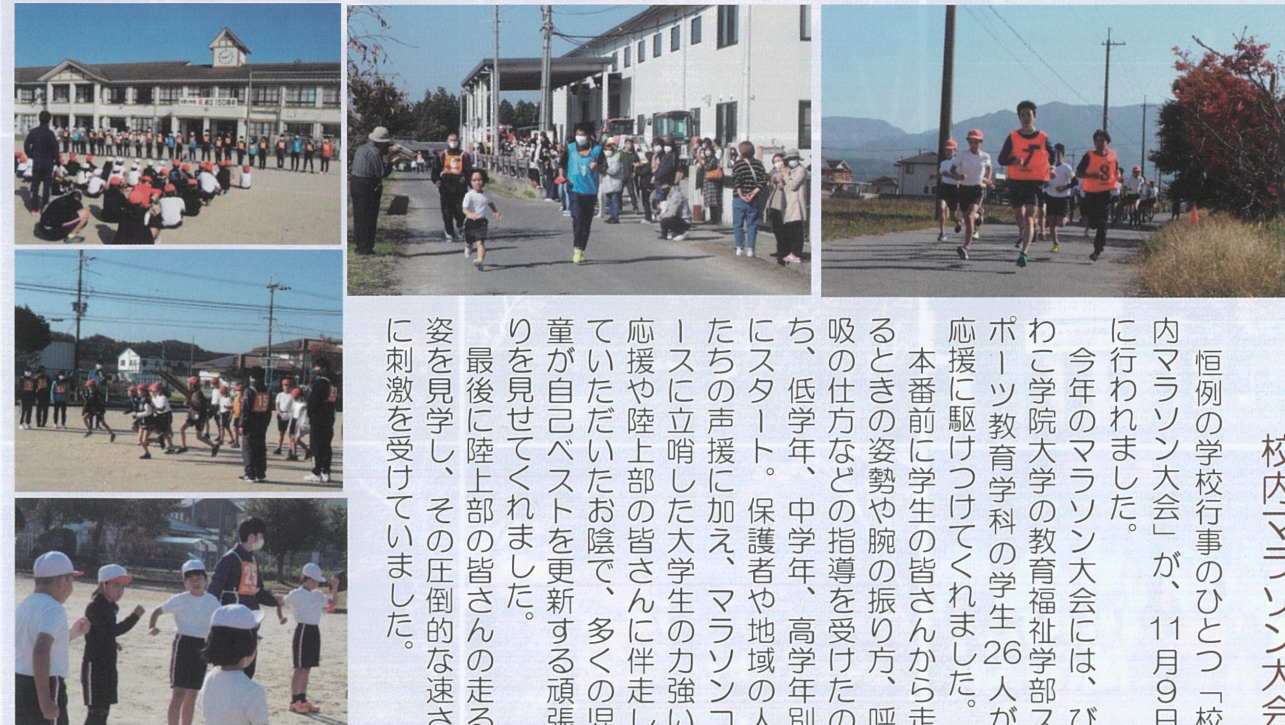 校内マラソン大会
恒例の学校行事のひとつ「校
内マラソン大会」が、11月9日
に行われました。
今年のマラソン大会には、び
わこ学院大学の教育福祉学部ス
ポーツ教育学科の学生26人が
応援に駆けつけてくれました。
本番前に学生の皆さんから走
るときの姿勢や腕の振り方、呼
吸の仕方などの指導を受けたの
ち、低学年、中学年、高学年別
にスタート。保護者や地域の人
たちの声援に加え、マラソンコ
ースに立哨した大学生の力強い
応援や陸上部の皆さんに伴走し
ていただいたお陰で、多くの児
童が自己ベストを更新する頑張
りを見せてくれました。
最後に陸上部の皆さんの走る
姿を見学し、その圧倒的な速さ
に刺激を受けていました。
7
8
15